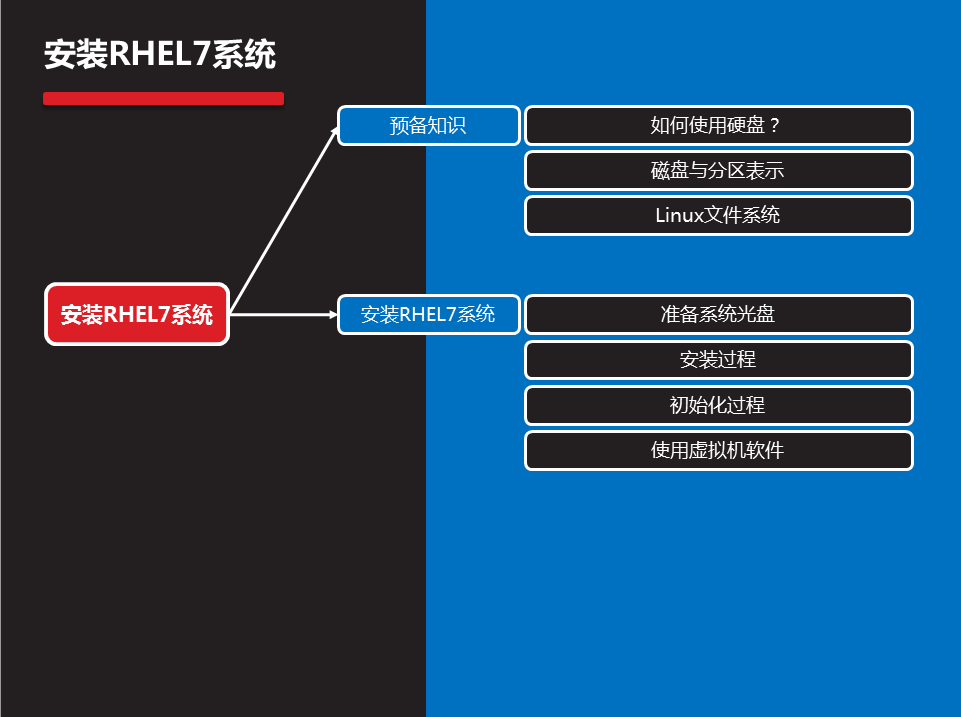 安装RHEL7系统
预备知识
如何使用硬盘？
磁盘与分区表示
Linux文件系统
安装RHEL7系统
安装RHEL7系统
准备系统光盘
安装过程
初始化过程
使用虚拟机软件